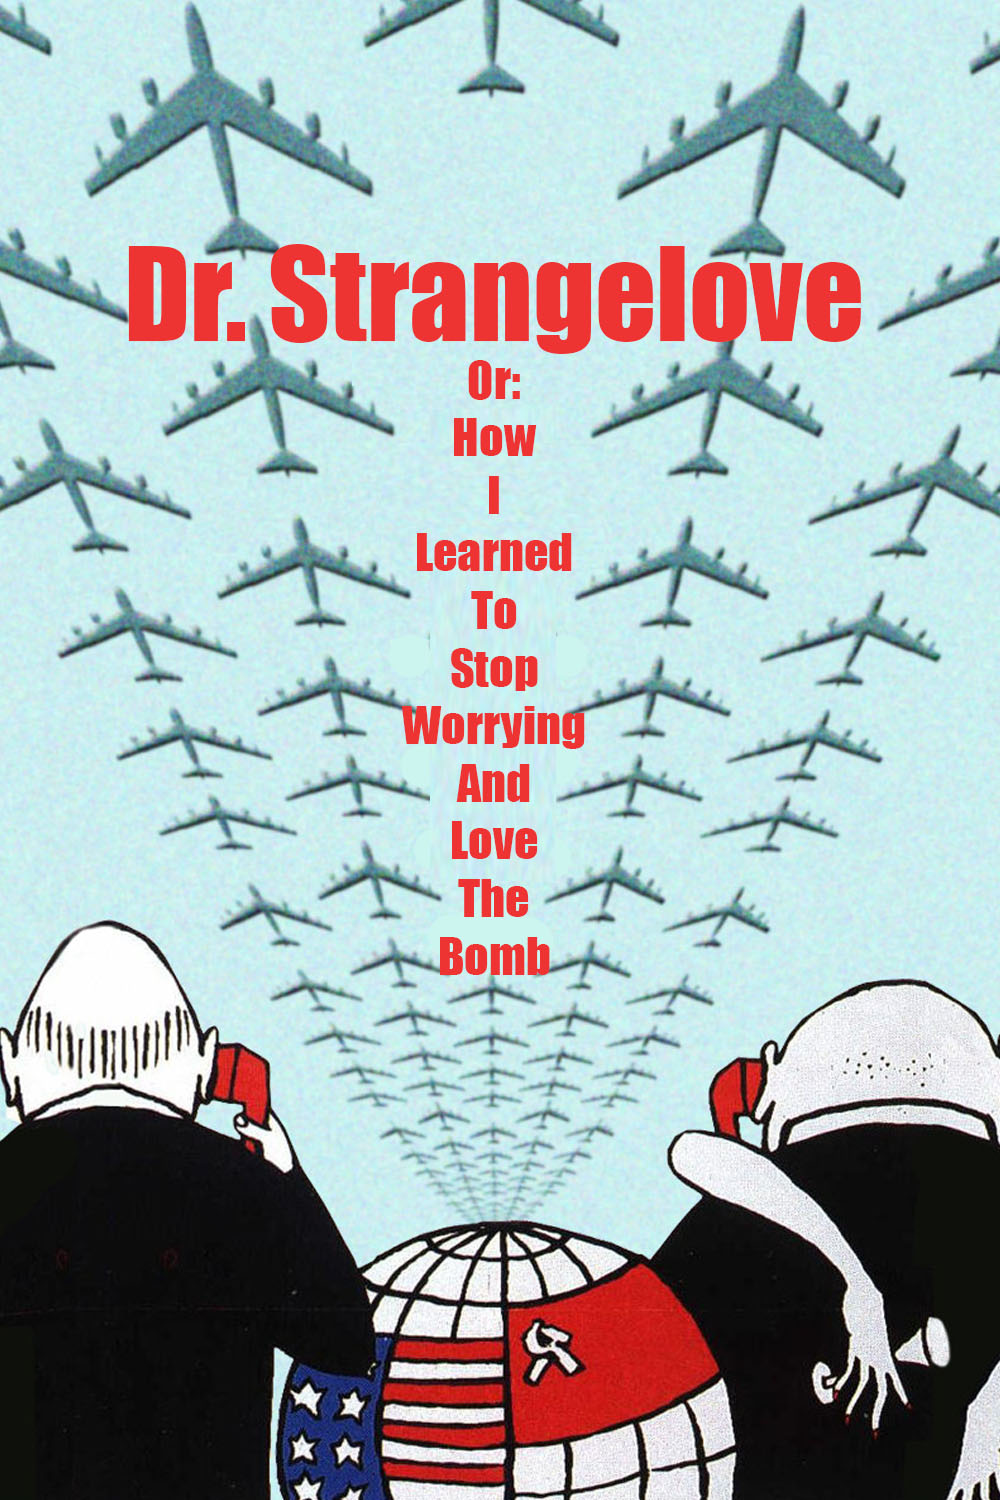 Dr. Strangelove
Or:
How
I
Learned
To
Stop
Worrying
And
Love
The
Bomb